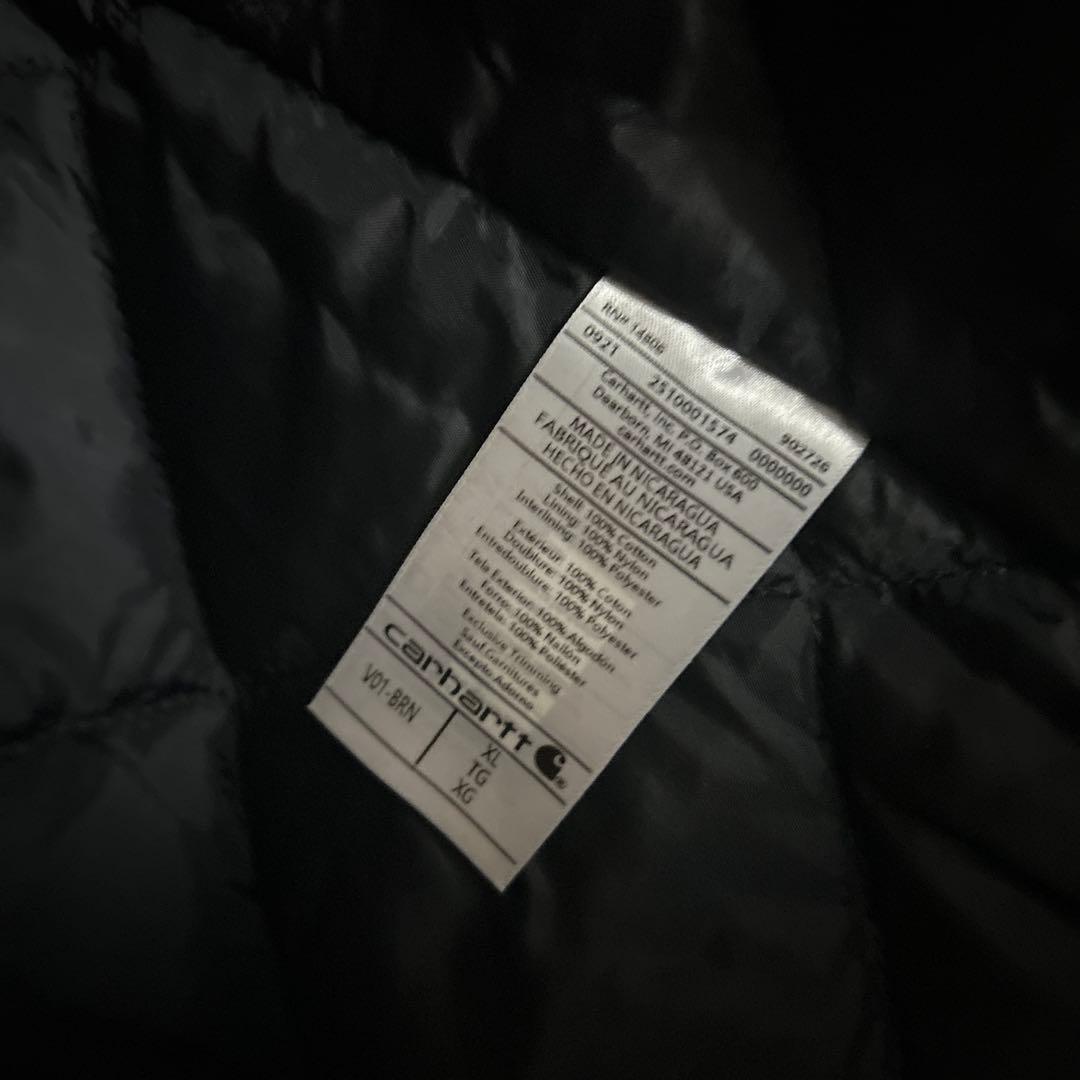 RN# 14806 902726
0921 2510001574 0000000
Carhartt, Inc. P.O. Box 600
Dearborn, MI 48121 USA
carhartt.com
MADE IN NICARAGUA
FABRIQUE AU NICARAGUA
HECHO EN NICARAGUA
Shell: 100% Cotton
Lining: 100% Nylon
Interlining: 100% Polyester
Extérieur: 100% Coton
Doublure: 100% Nylon
Entredoublure: 100% Polyester
Tela Exterior: 100% Algodón
Forro: 100% Nailón
Entretela: 100% Poliéster
Exclusive Trimming
Sauf Garnitures
Excepto Adorno
carhartt
V01-BRN
XL
TG
XG